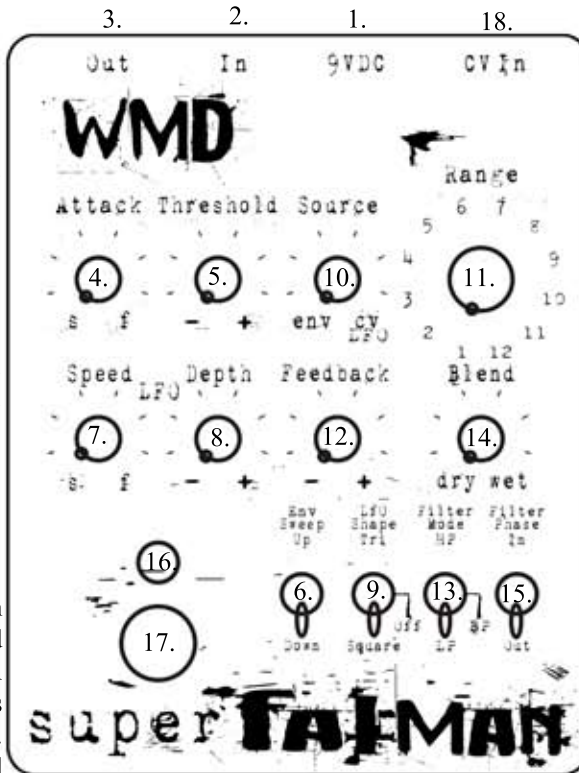 3. 2. 1. 18.
Out In 9VDC CV In
WMD
Range
Attack Threshold Source
1 2 3 4 5 6 7 8 9 10 11 12
4. 5. 10. 11.
s f - + env cv
LFO
Speed LFO Depth Feedback Blend
7. 8. 12. 14.
s f - + - + dry wet
Env Sweep Up
LfO Shape Tri
Filter Mode HP
Filter Phase In
16. 6. 9. 13. 15.
Off BP
Down Square LP Out
17.
super FATMAN